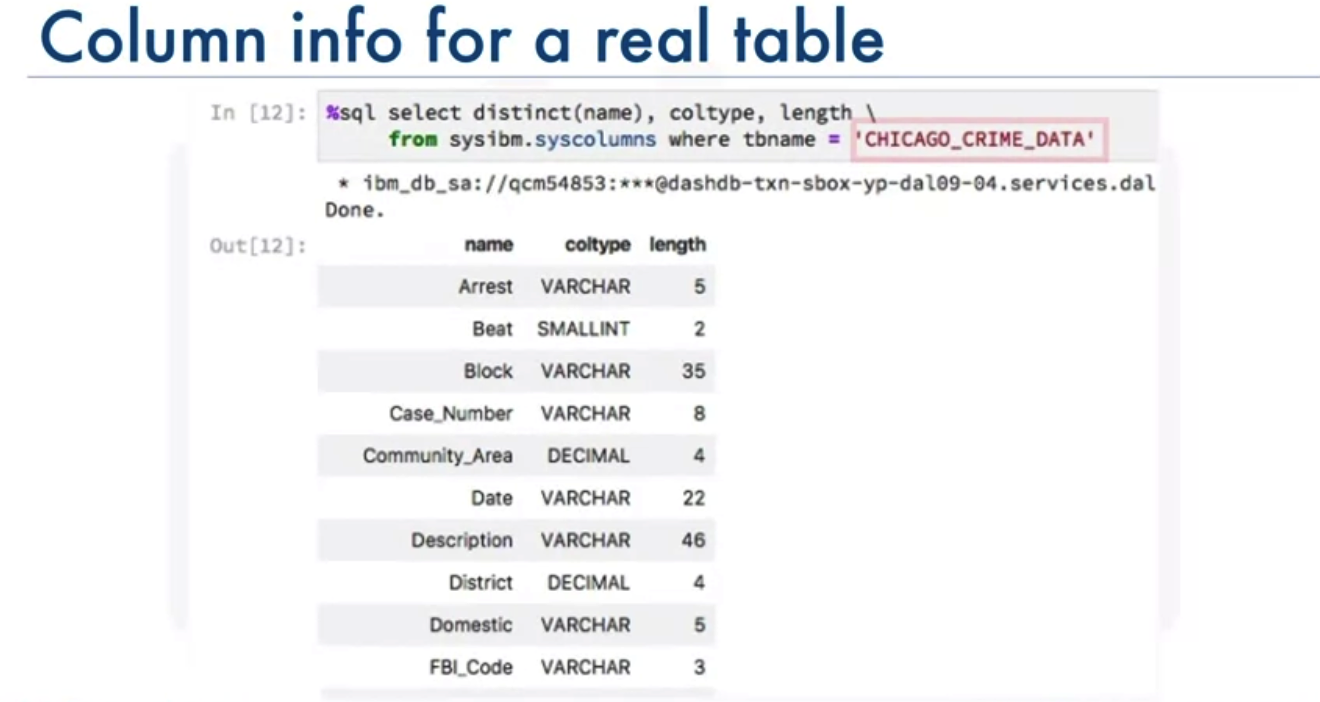 Column info for a real table
In [12]: %sql select distinct(name), coltype, length \
from sysibm.syscolumns where tbname = 'CHICAGO_CRIME_DATA'
* ibm_db_sa://qcm54853:***@dashdb-txn-sbox-yp-dal09-04.services.dal
Done.
Out[12]: name coltype length
Arrest VARCHAR 5
Beat SMALLINT 2
Block VARCHAR 35
Case_Number VARCHAR 8
Community_Area DECIMAL 4
Date VARCHAR 22
Description VARCHAR 46
District DECIMAL 4
Domestic VARCHAR 5
FBI_Code VARCHAR 3